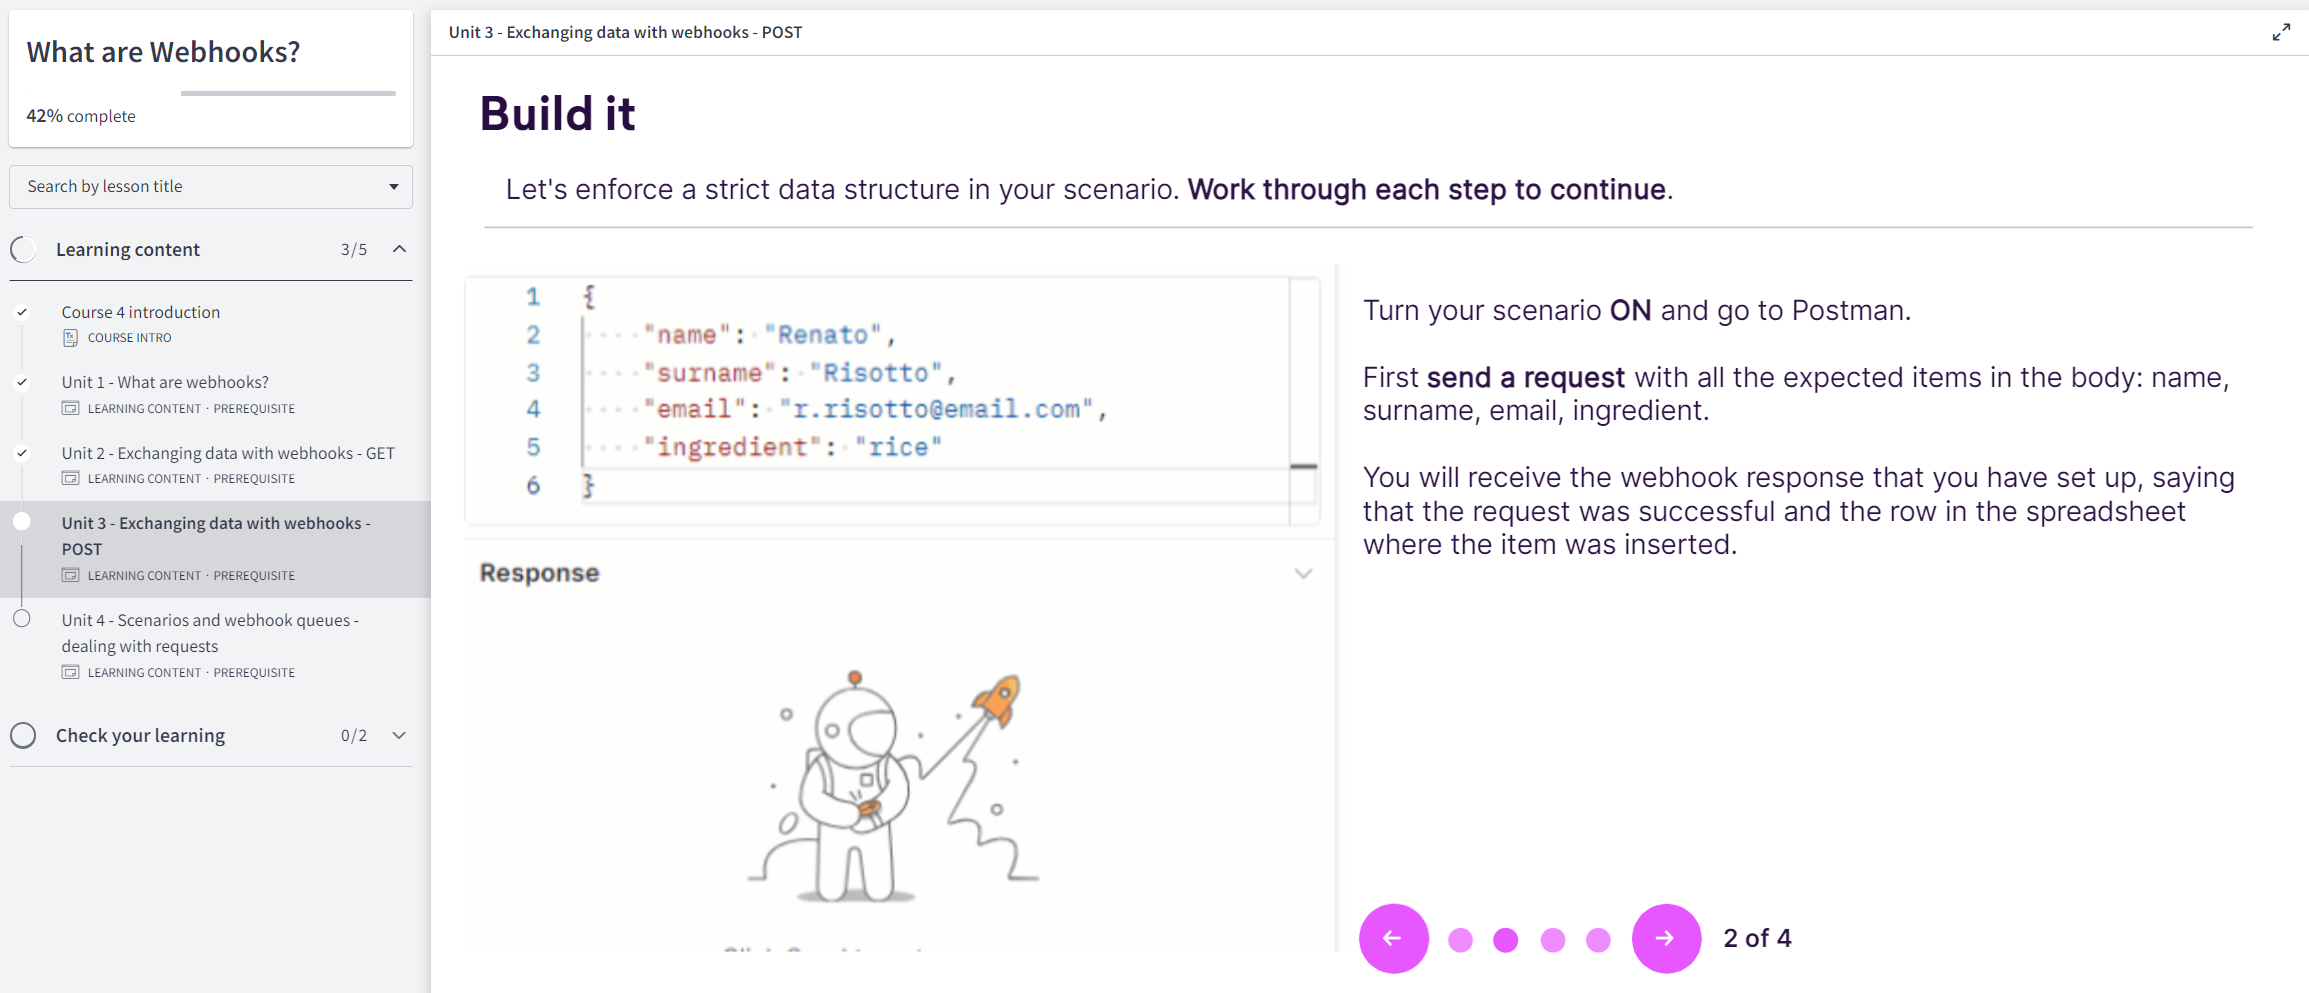 What are Webhooks?
42% complete
Search by lesson title
Learning content 3/5
Course 4 introduction
COURSE INTRO
Unit 1 - What are webhooks?
LEARNING CONTENT · PREREQUISITE
Unit 2 - Exchanging data with webhooks - GET
LEARNING CONTENT · PREREQUISITE
Unit 3 - Exchanging data with webhooks -
POST
LEARNING CONTENT · PREREQUISITE
Unit 4 - Scenarios and webhook queues -
dealing with requests
LEARNING CONTENT · PREREQUISITE
Check your learning 0/2
Unit 3 - Exchanging data with webhooks - POST
Build it
Let's enforce a strict data structure in your scenario. Work through each step to continue.
1 {
2 "name": "Renato",
3 "surname": "Risotto",
4 "email": "r.risotto@email.com",
5 "ingredient": "rice"
6 }
Response
Turn your scenario ON and go to Postman.
First send a request with all the expected items in the body: name,
surname, email, ingredient.
You will receive the webhook response that you have set up, saying
that the request was successful and the row in the spreadsheet
where the item was inserted.
2 of 4